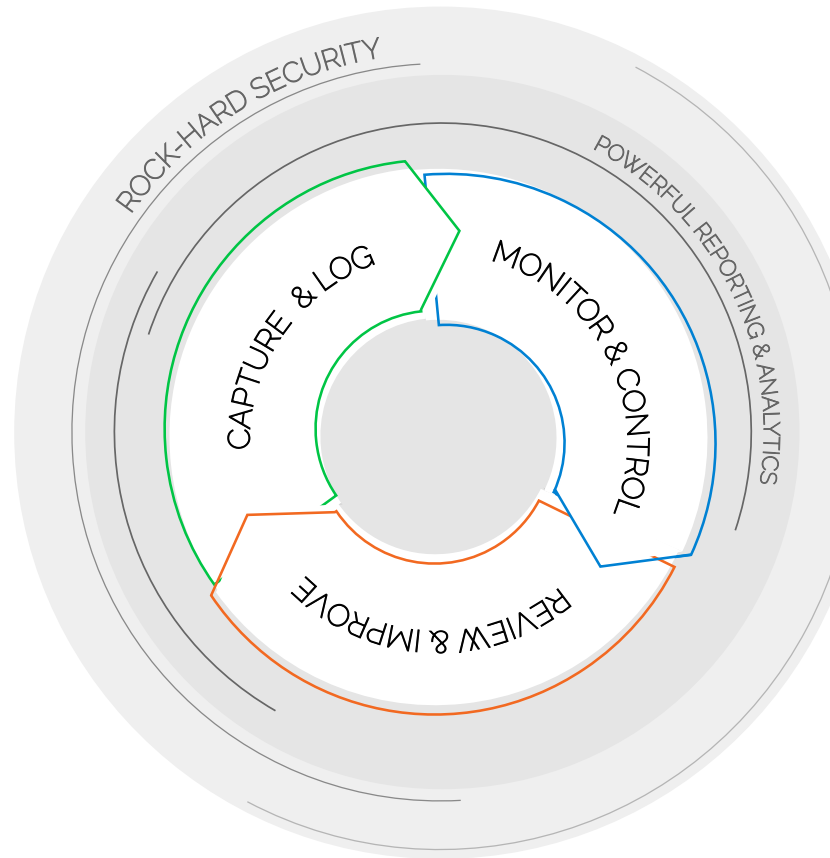 ROCK-HARD SECURITY
POWERFUL REPORTING & ANALYTICS
CAPTURE & LOG
MONITOR & CONTROL
REVIEW & IMPROVE